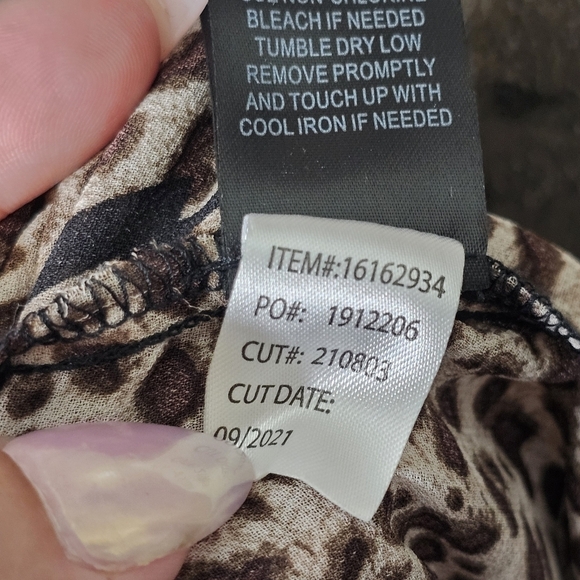 BLEACH IF NEEDED
TUMBLE DRY LOW
REMOVE PROMPTLY
AND TOUCH UP WITH
COOL IRON IF NEEDED
ITEM#:16162934
PO#: 1912206
CUT#: 210803
CUT DATE:
09/2021